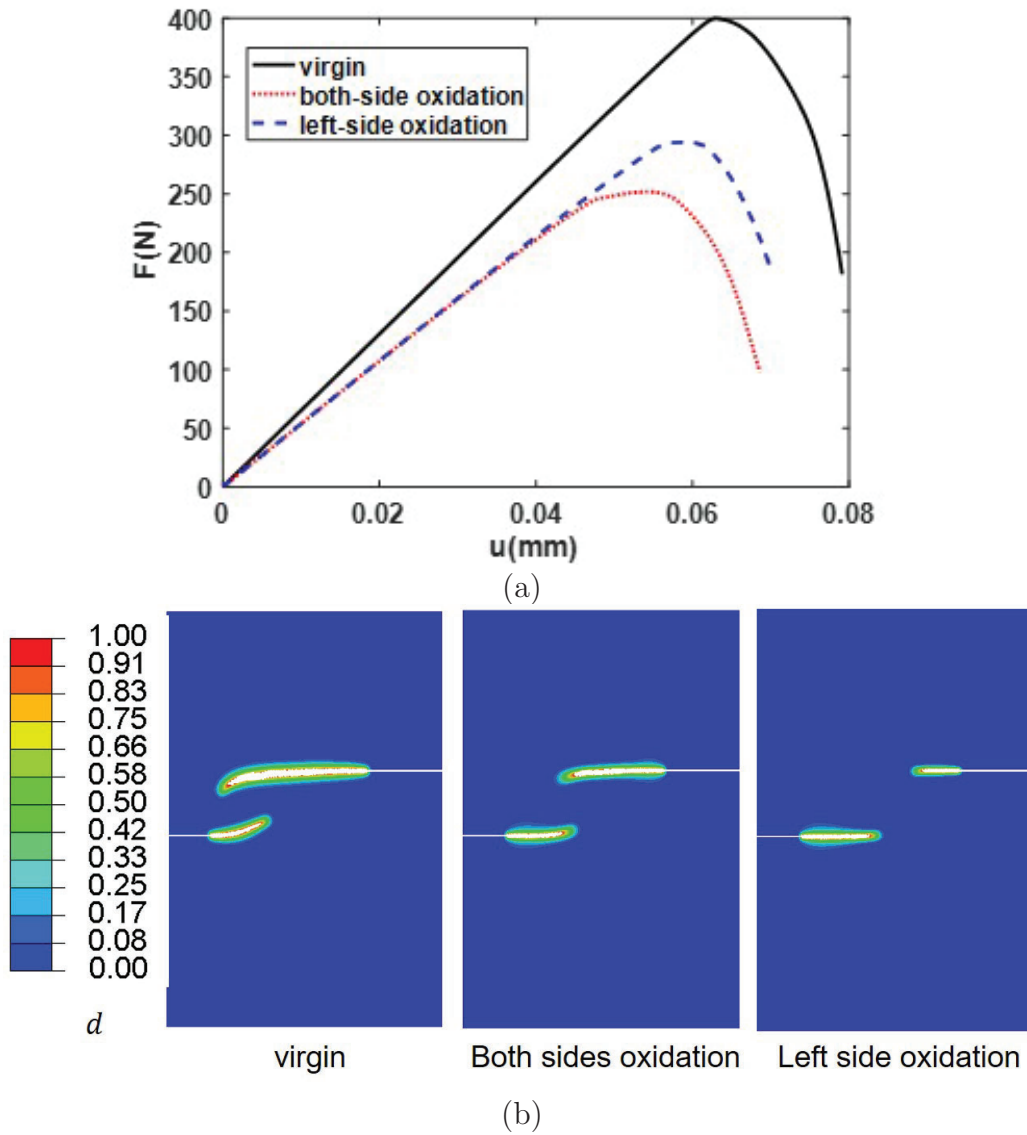 400
350
300
250
200
150
100
50
0
F(N)
virgin
both-side oxidation
left-side oxidation
0 0.02 0.04 0.06 0.08
u(mm)
(a)
1.00
0.91
0.83
0.75
0.66
0.58
0.50
0.42
0.33
0.25
0.17
0.08
0.00
d
virgin Both sides oxidation Left side oxidation
(b)